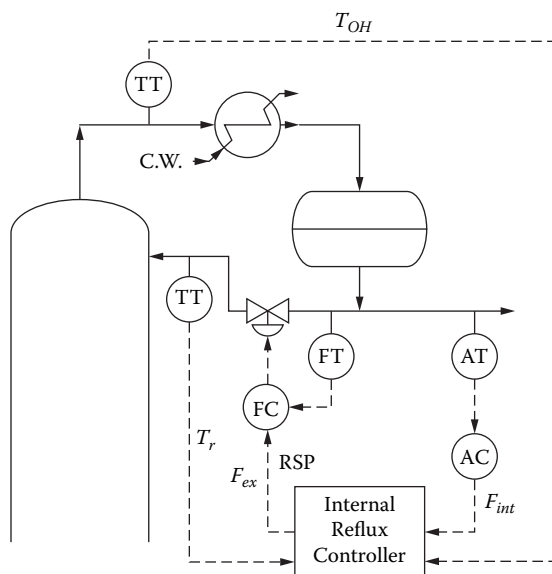 T_OH
TT
C.W.
TT
FT
AT
FC
AC
T_r
F_ex
RSP
F_int
Internal
Reflux
Controller